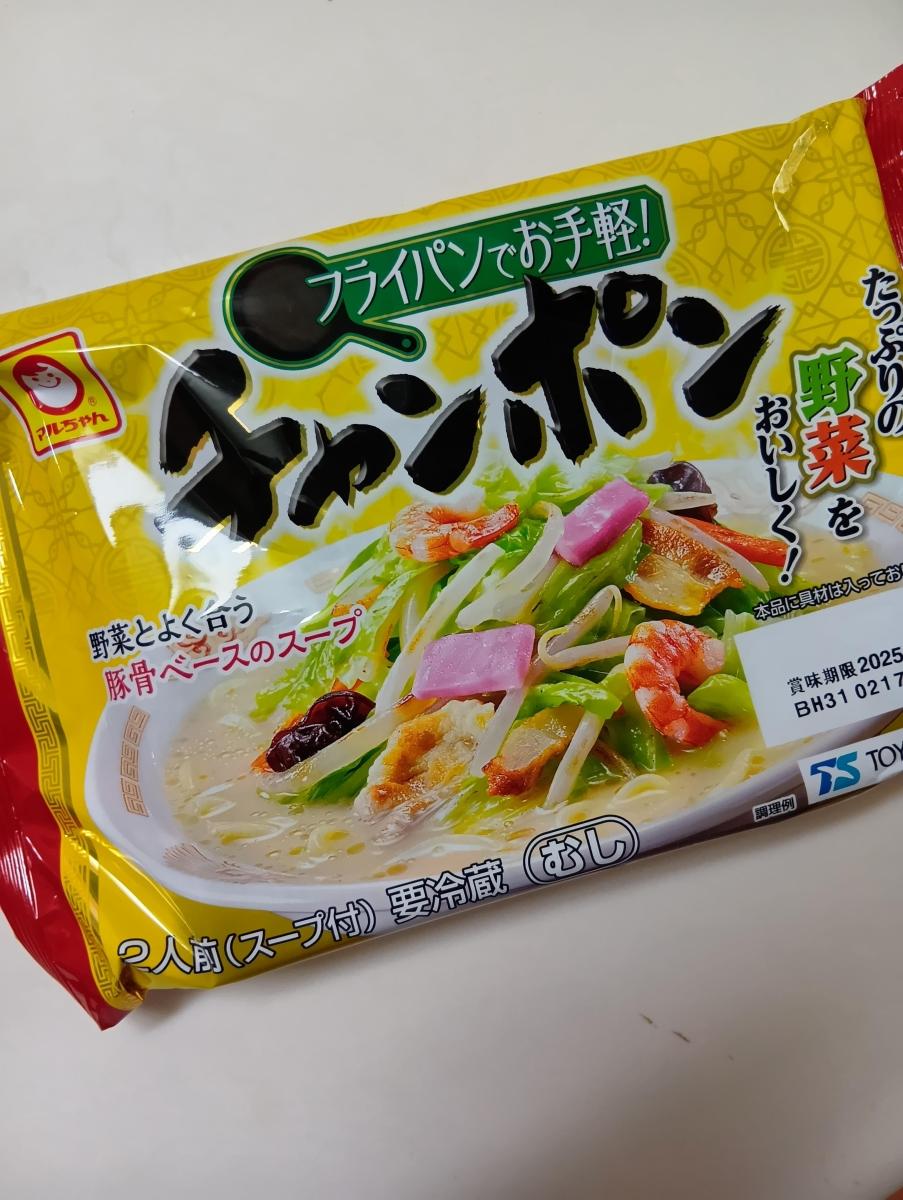 フライパンでお手軽!
チャンポン
マルちゃん
®
たっぷりの
野菜を
おいしく!
野菜とよく合う
豚骨ベースのスープ
本品に具材は入ってお
賞味期限 2025
BH31 0217
TS TOY
調理例
2人前(スープ付) 要冷蔵 むし